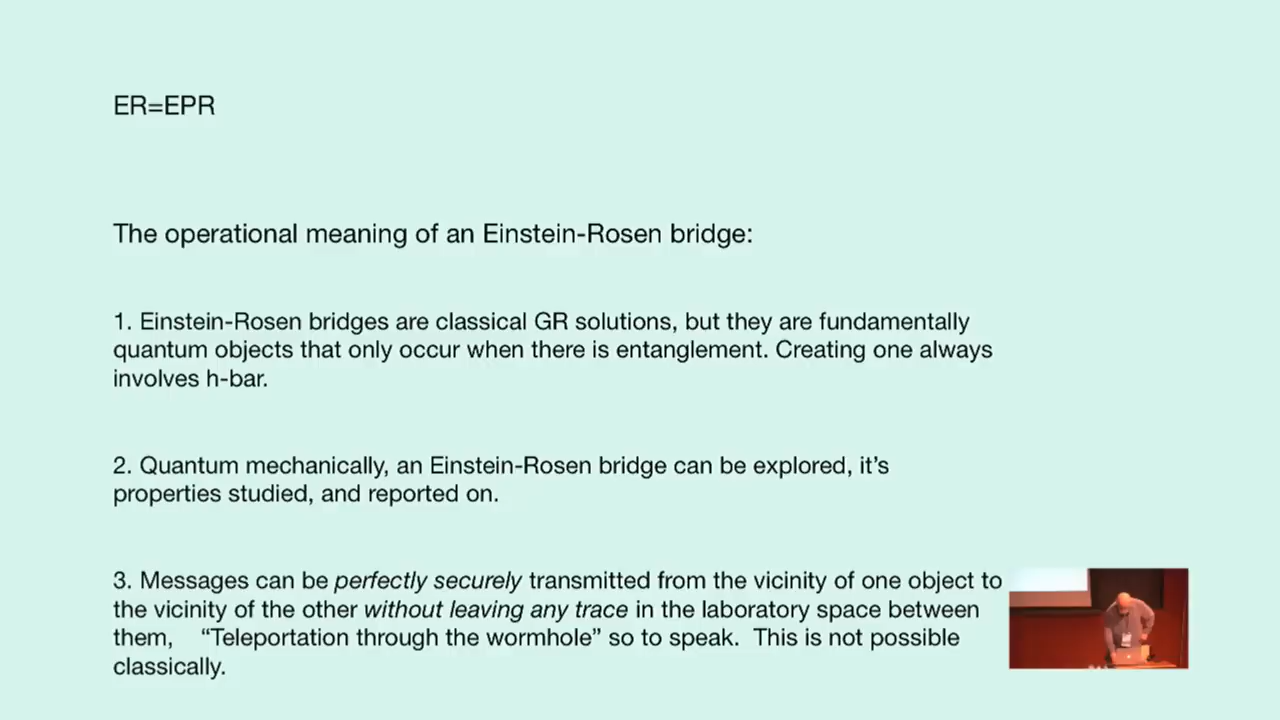 ER=EPR
The operational meaning of an Einstein-Rosen bridge:
1. Einstein-Rosen bridges are classical GR solutions, but they are fundamentally
quantum objects that only occur when there is entanglement. Creating one always
involves h-bar.
2. Quantum mechanically, an Einstein-Rosen bridge can be explored, it’s
properties studied, and reported on.
3. Messages can be perfectly securely transmitted from the vicinity of one object to
the vicinity of the other without leaving any trace in the laboratory space between
them, “Teleportation through the wormhole” so to speak. This is not possible
classically.